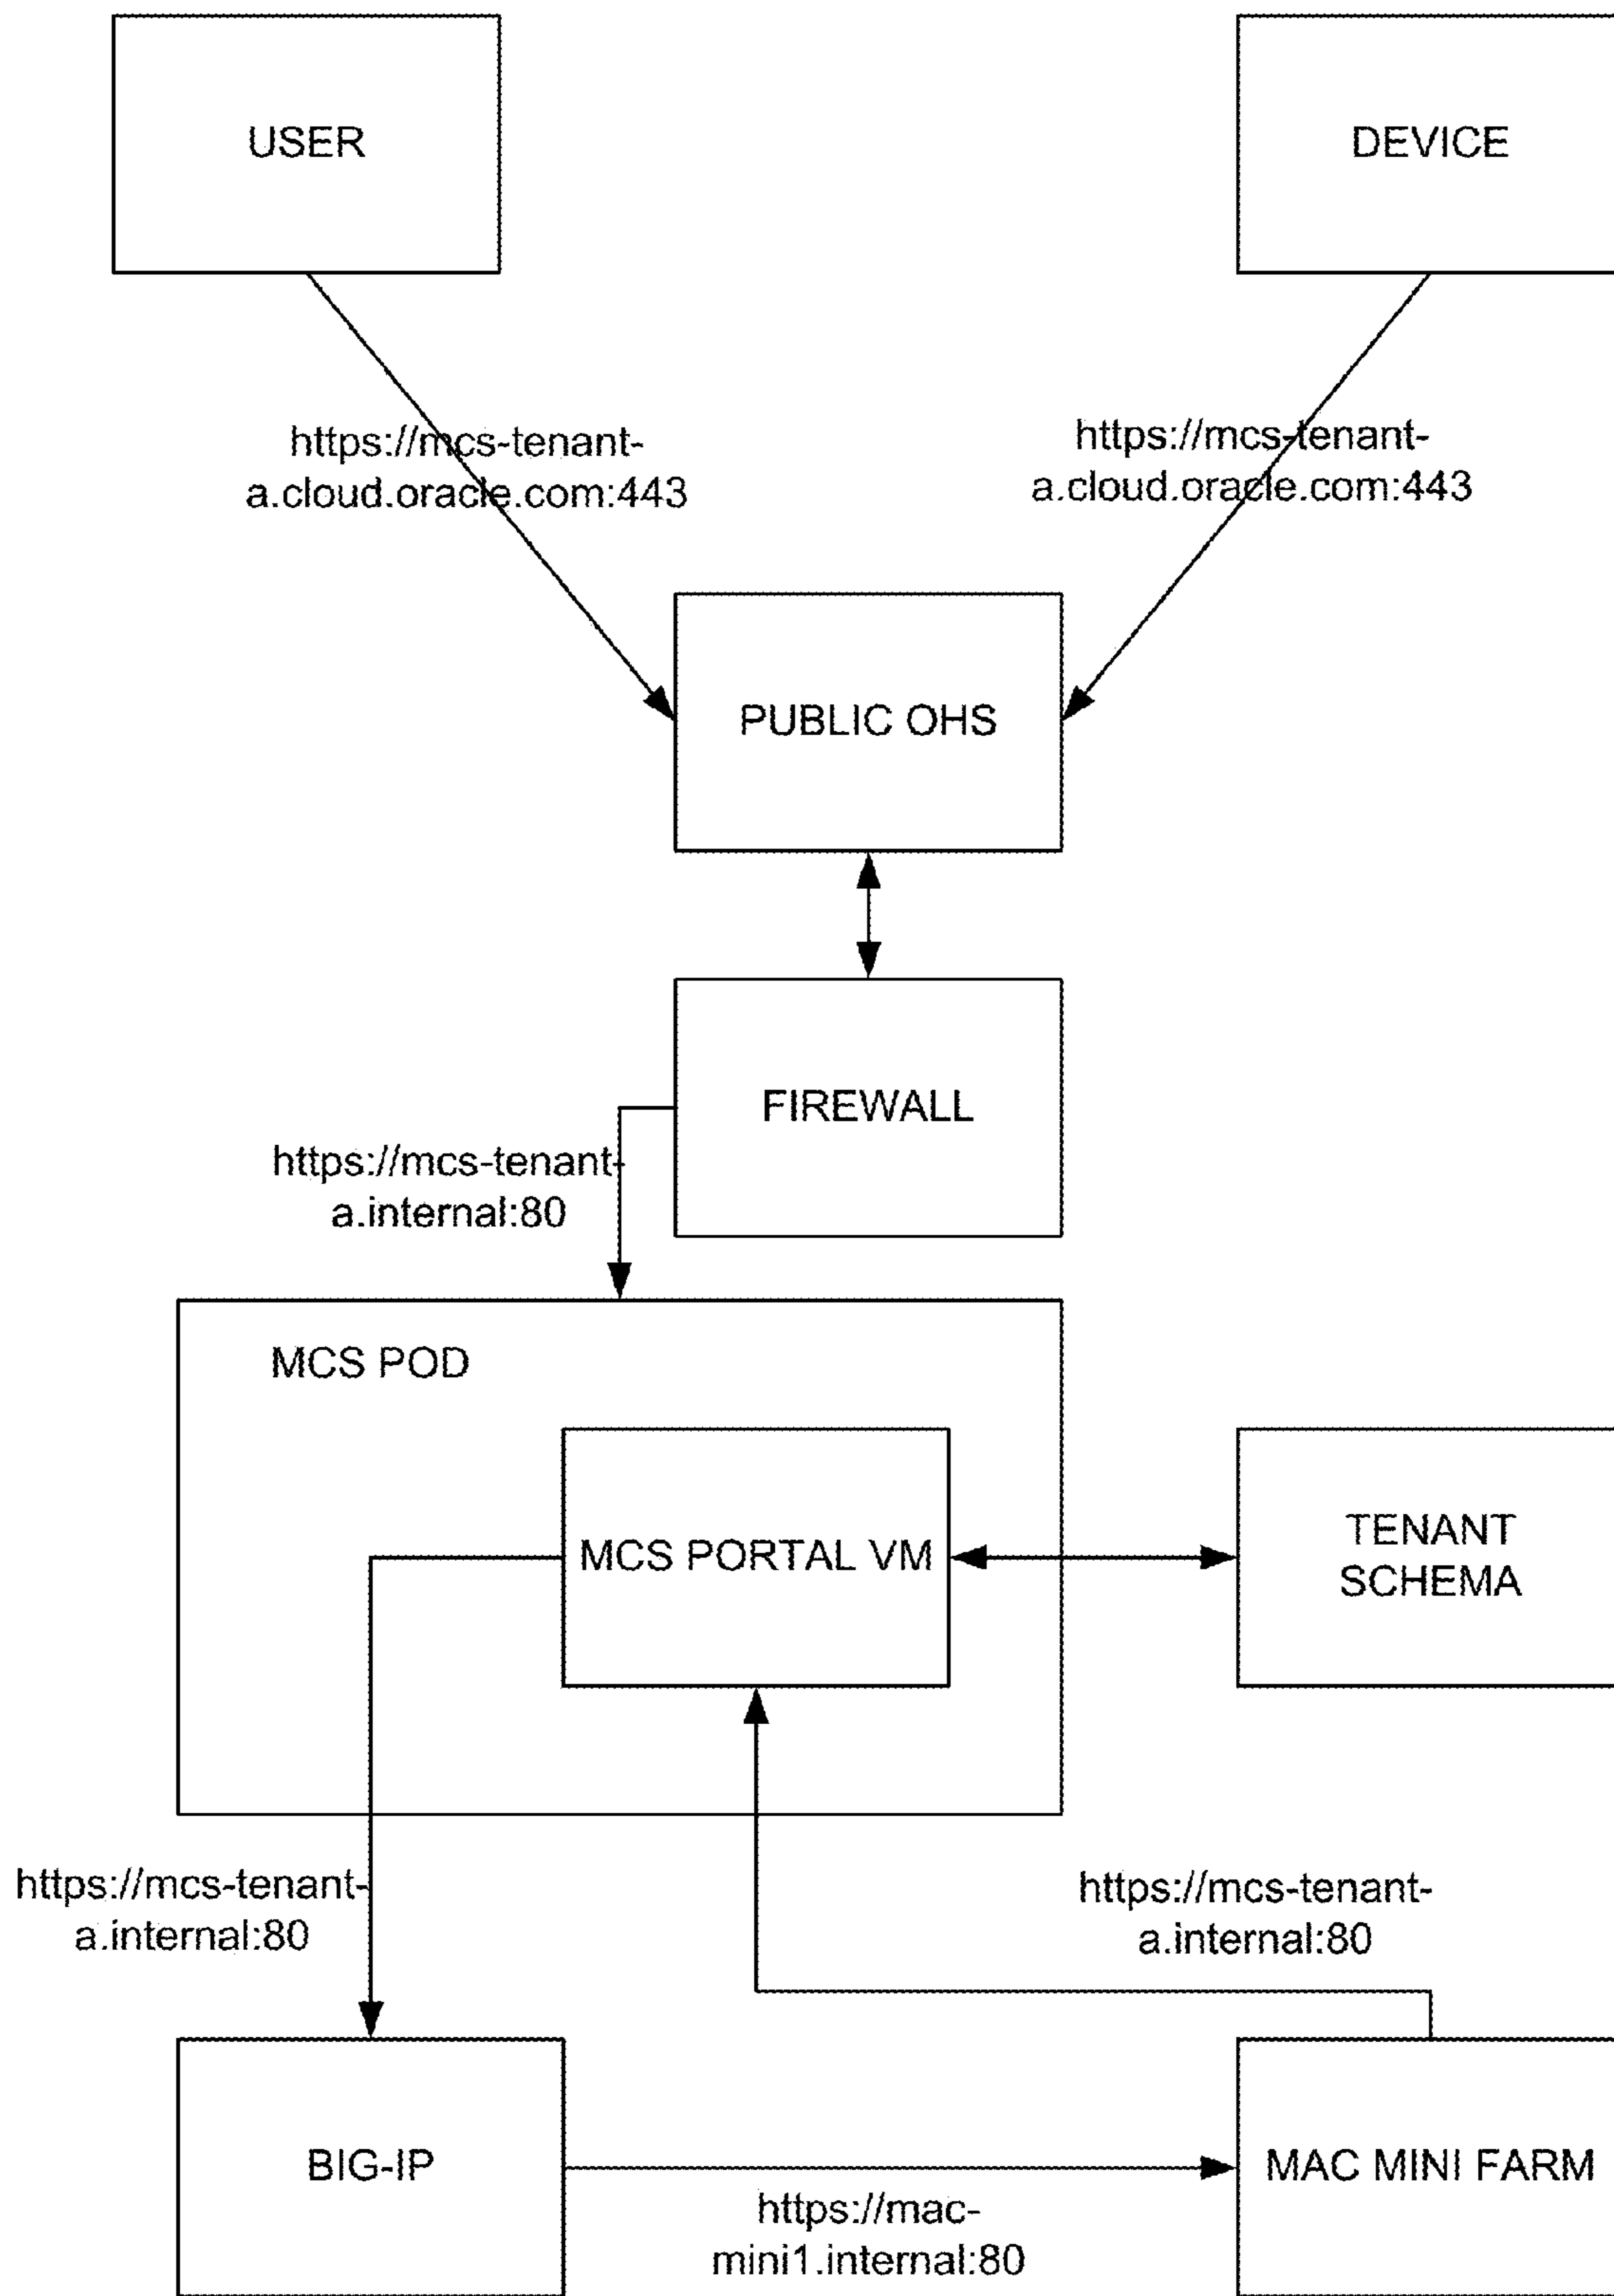 USER
DEVICE
https://mcs-tenant-
a.cloud.oracle.com:443
https://mcs-tenant-
a.cloud.oracle.com:443
PUBLIC OHS
FIREWALL
https://mcs-tenant-
a.internal:80
MCS POD
MCS PORTAL VM
TENANT
SCHEMA
https://mcs-tenant-
a.internal:80
https://mcs-tenant-
a.internal:80
BIG-IP
MAC MINI FARM
https://mac-
mini1.internal:80